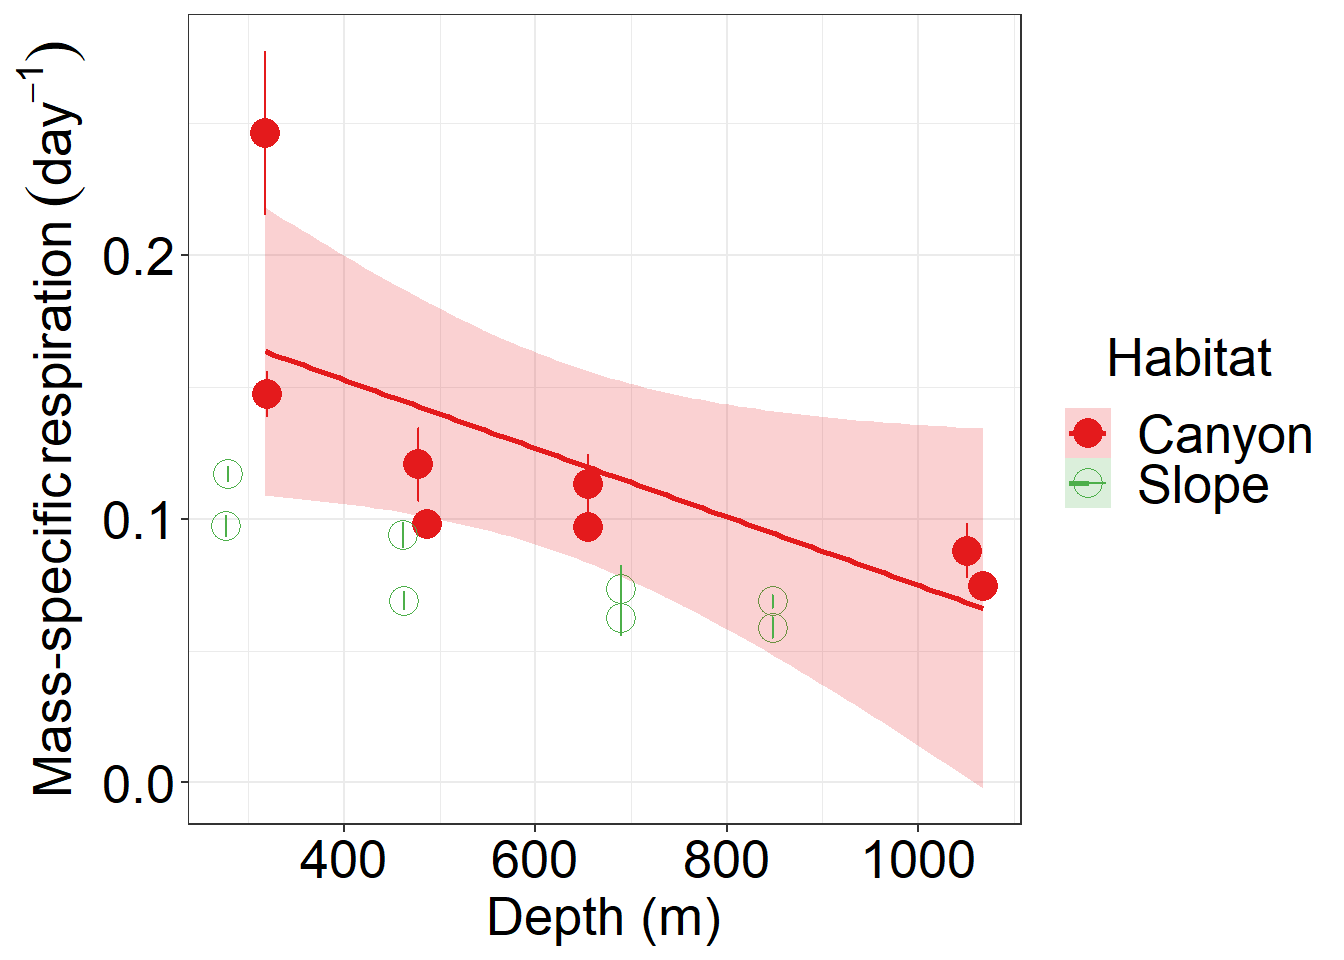 Mass-specific respiration (day⁻¹)
0.2
0.1
0.0
400 600 800 1000
Depth (m)
Habitat
Canyon
Slope